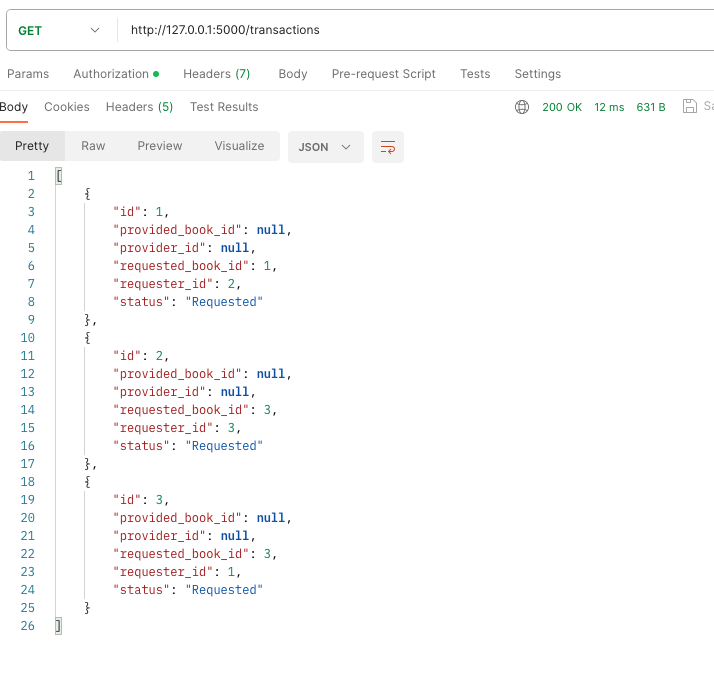 GET http://127.0.0.1:5000/transactions
Params Authorization Headers (7) Body Pre-request Script Tests Settings
Body Cookies Headers (5) Test Results 200 OK 12 ms 631 B Sa
Pretty Raw Preview Visualize JSON
1 [
2 {
3 "id": 1,
4 "provided_book_id": null,
5 "provider_id": null,
6 "requested_book_id": 1,
7 "requester_id": 2,
8 "status": "Requested"
9 },
10 {
11 "id": 2,
12 "provided_book_id": null,
13 "provider_id": null,
14 "requested_book_id": 3,
15 "requester_id": 3,
16 "status": "Requested"
17 },
18 {
19 "id": 3,
20 "provided_book_id": null,
21 "provider_id": null,
22 "requested_book_id": 3,
23 "requester_id": 1,
24 "status": "Requested"
25 }
26 ]